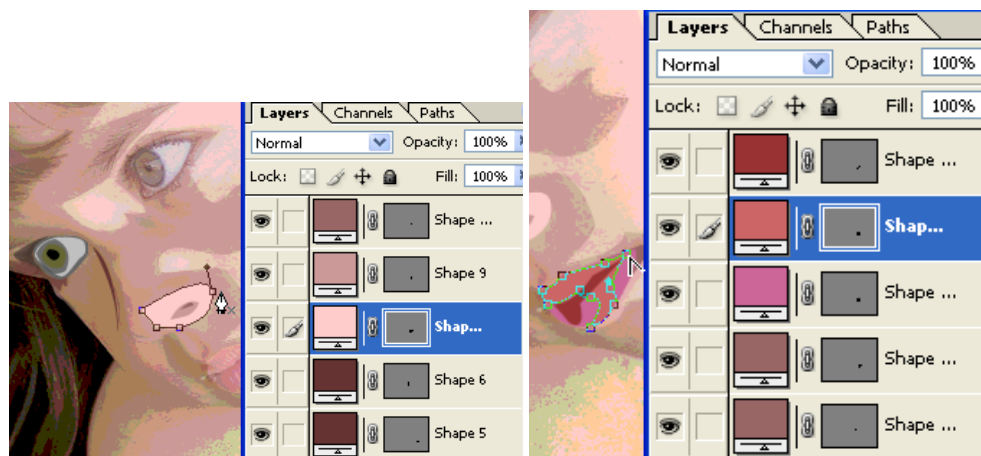 Layers Channels Paths
Normal Opacity: 100%
Lock: Fill: 100%
Shape ...
Shape 9
Shap...
Shape 6
Shape 5
Layers Channels Paths
Normal Opacity: 100%
Lock: Fill: 100%
Shape ...
Shap...
Shape ...
Shape ...
Shape ...